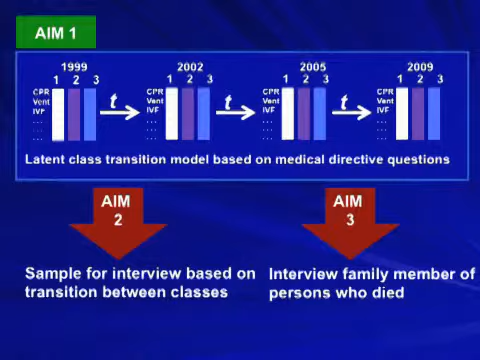 AIM 1
1999 2002 2005 2009
1 2 3 1 2 3 1 2 3 1 2 3
CPR CPR CPR CPR
Vent t Vent t Vent t Vent
IVF IVF IVF IVF
... ... ... ...
... ... ... ...
Latent class transition model based on medical directive questions
AIM AIM
2 3
Sample for interview based on
transition between classes
Interview family member of
persons who died